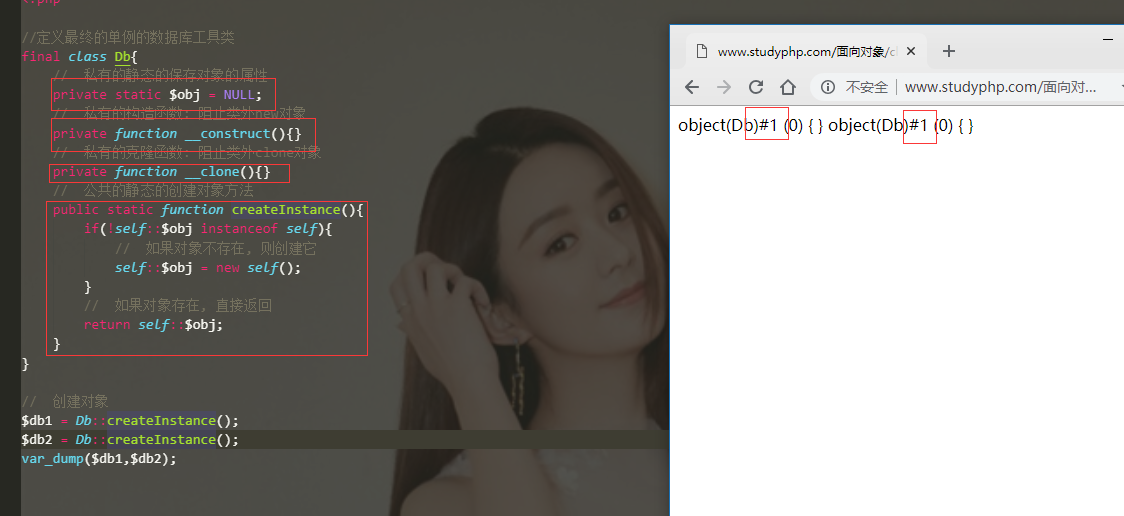 <?php
//定义最终的单例的数据库工具类
final class Db{
//  私有的静态的保存对象的属性
private static $obj = NULL;
//  私有的构造函数: 阻止类外new对象
private function __construct(){}
//  私有的克隆函数: 阻止类外clone对象
private function __clone(){}
//  公共的静态的创建对象方法
public static function createInstance(){
if(!self::$obj instanceof self){
//  如果对象不存在, 则创建它
self::$obj = new self();
}
//  如果对象存在, 直接返回
return self::$obj;
}
}
//  创建对象
$db1 = Db::createInstance();
$db2 = Db::createInstance();
var_dump($db1,$db2);
www.studyphp.com/面向对象/cl
不安全 www.studyphp.com/面向对...
object(Db)#1 (0) { } object(Db)#1 (0) { }